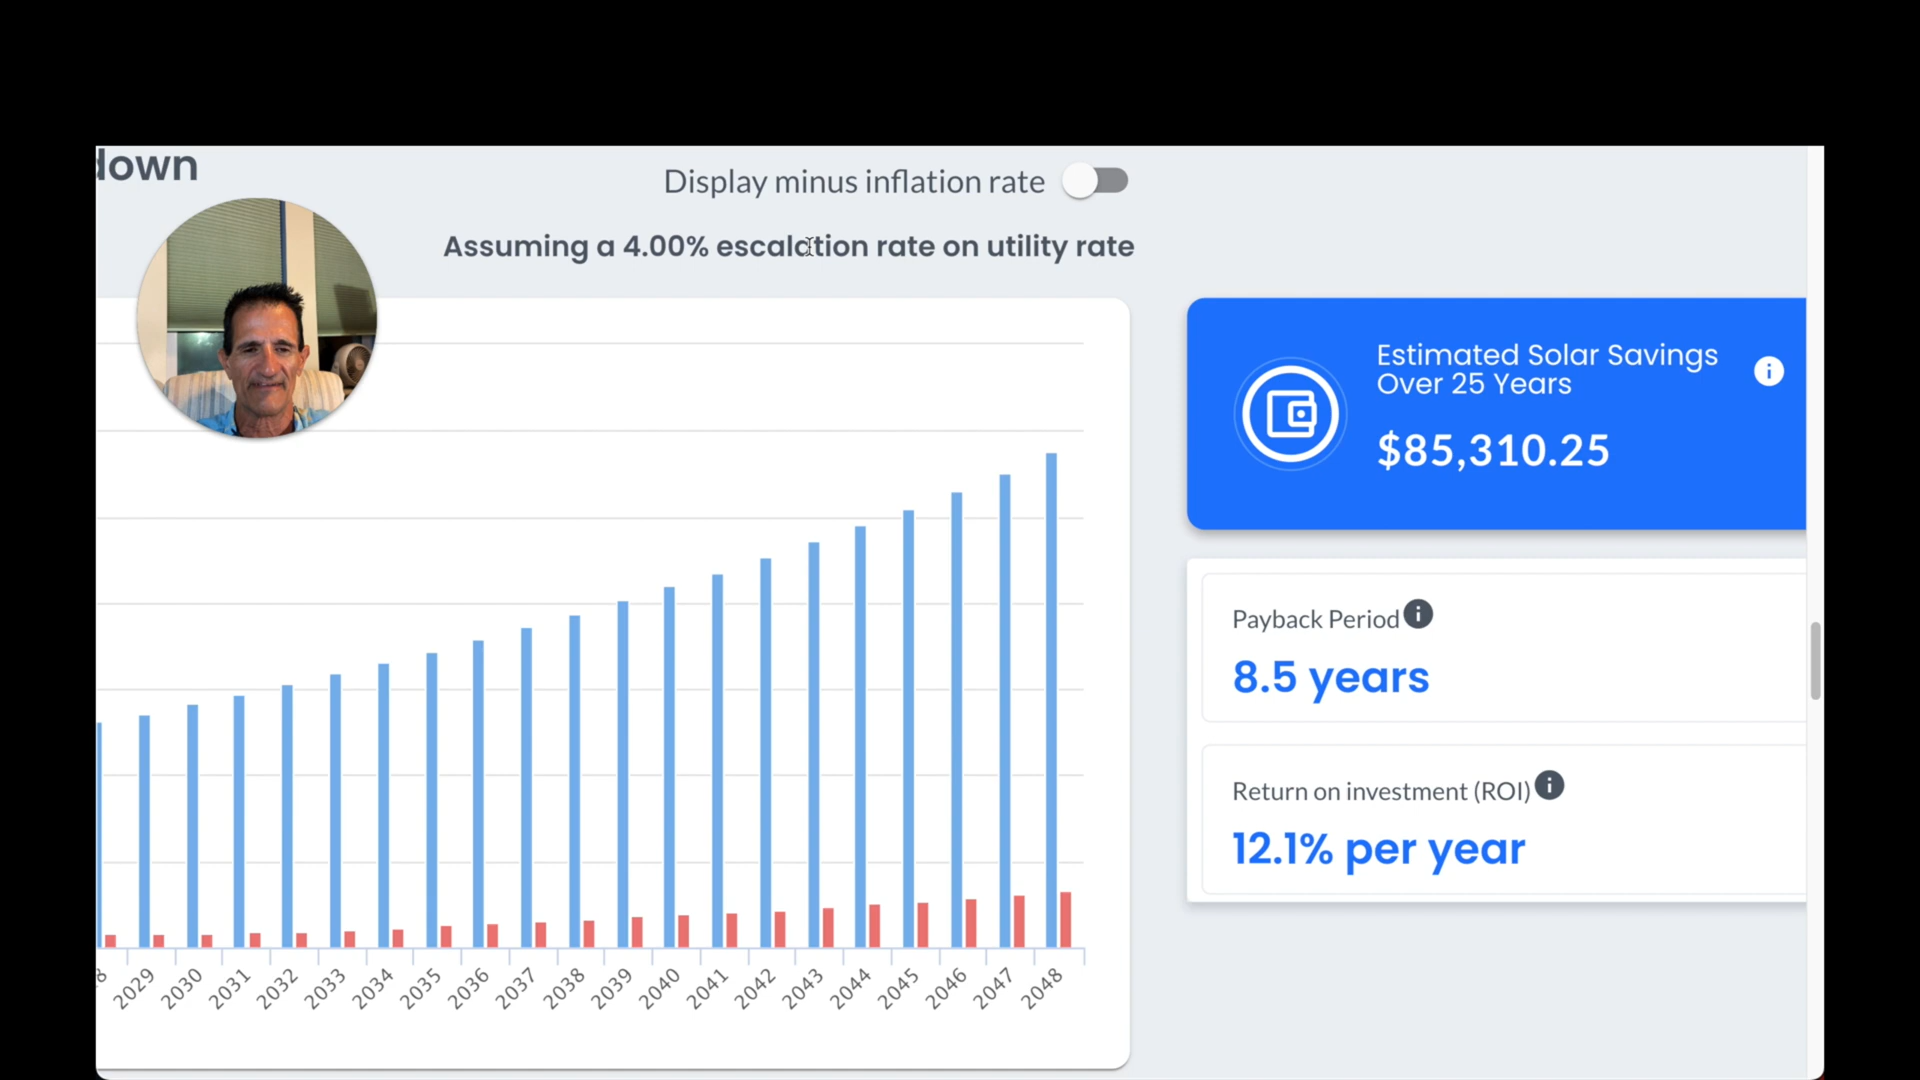 down
Display minus inflation rate
Assuming a 4.00% escalation rate on utility rate
Estimated Solar Savings
Over 25 Years
$85,310.25
Payback Period
8.5 years
Return on investment (ROI)
12.1% per year
8 2029 2030 2031 2032 2033 2034 2035 2036 2037 2038 2039 2040 2041 2042 2043 2044 2045 2046 2047 2048